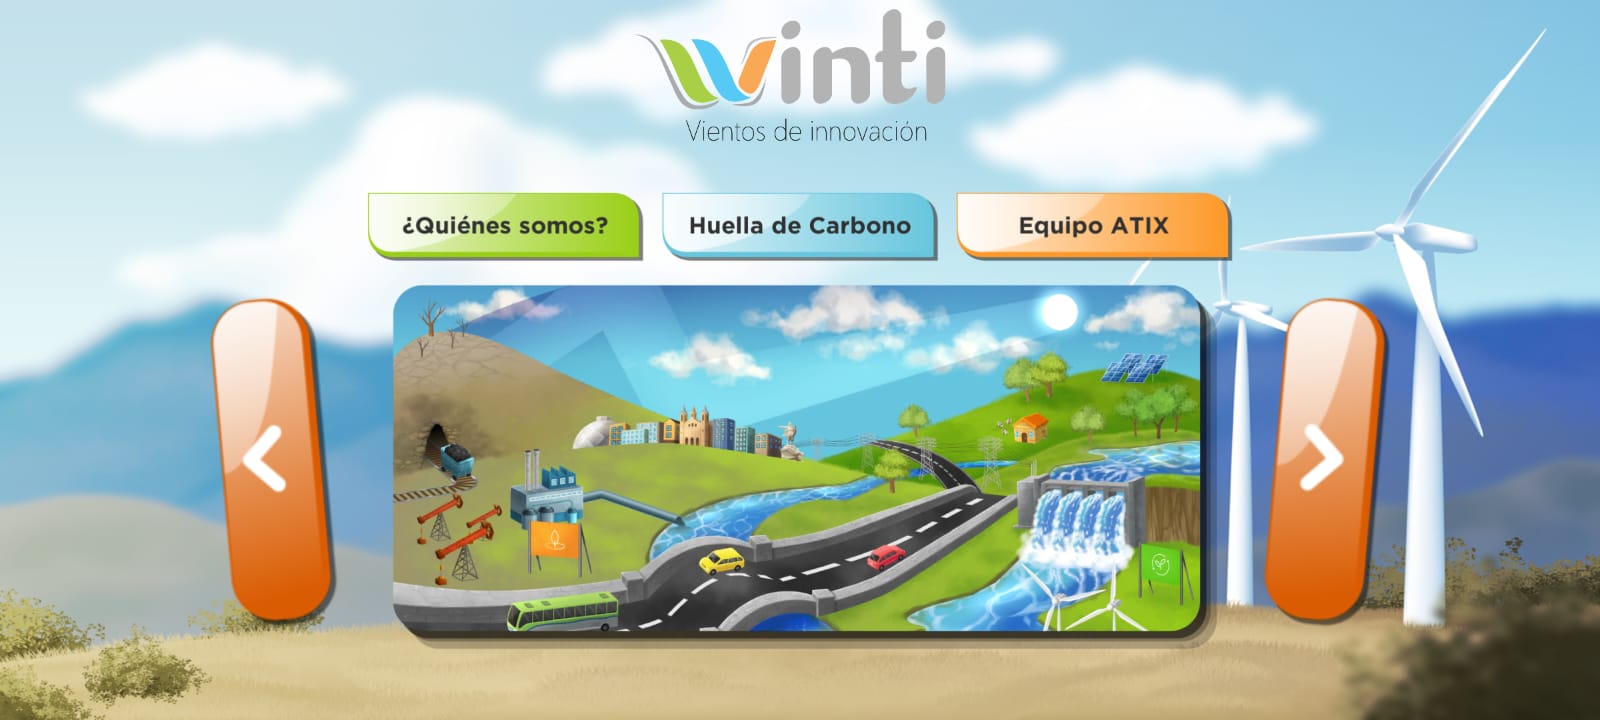 Winti
Vientos de innovación
¿Quiénes somos?
Huella de Carbono
Equipo ATIX